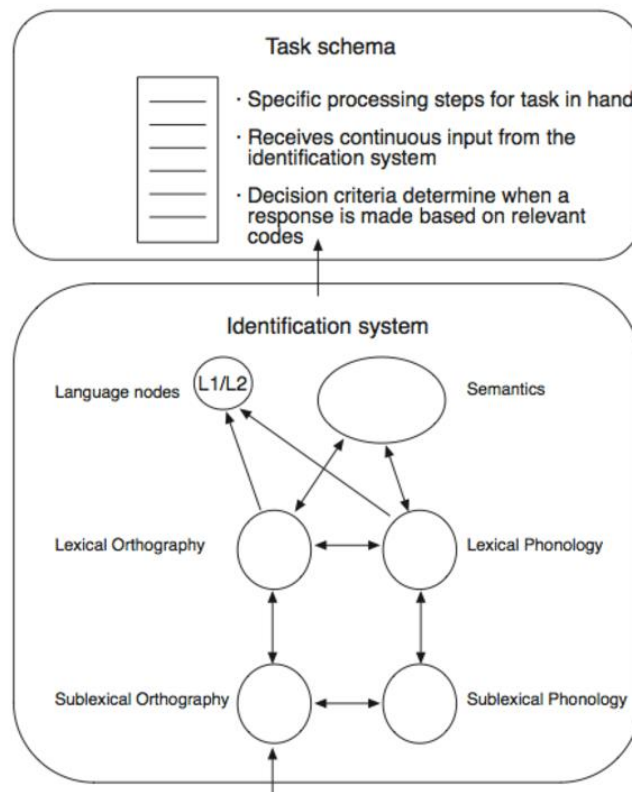 Task schema
· Specific processing steps for task in hand
· Receives continuous input from the
identification system
· Decision criteria determine when a
response is made based on relevant
codes
Identification system
Language nodes
L1/L2
Semantics
Lexical Orthography
Lexical Phonology
Sublexical Orthography
Sublexical Phonology